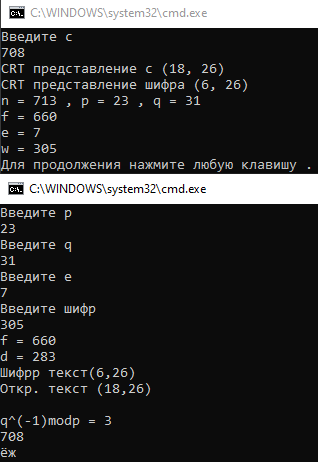 C:\WINDOWS\system32\cmd.exe
Введите c
708
CRT представление c (18, 26)
CRT представление шифра (6, 26)
n = 713 , p = 23 , q = 31
f = 660
e = 7
w = 305
Для продолжения нажмите любую клавишу .
C:\WINDOWS\system32\cmd.exe
Введите p
23
Введите q
31
Введите e
7
Введите шифр
305
f = 660
d = 283
Шифрр текст(6,26)
Откр. текст (18,26)
q^(-1)modp = 3
708
ёж